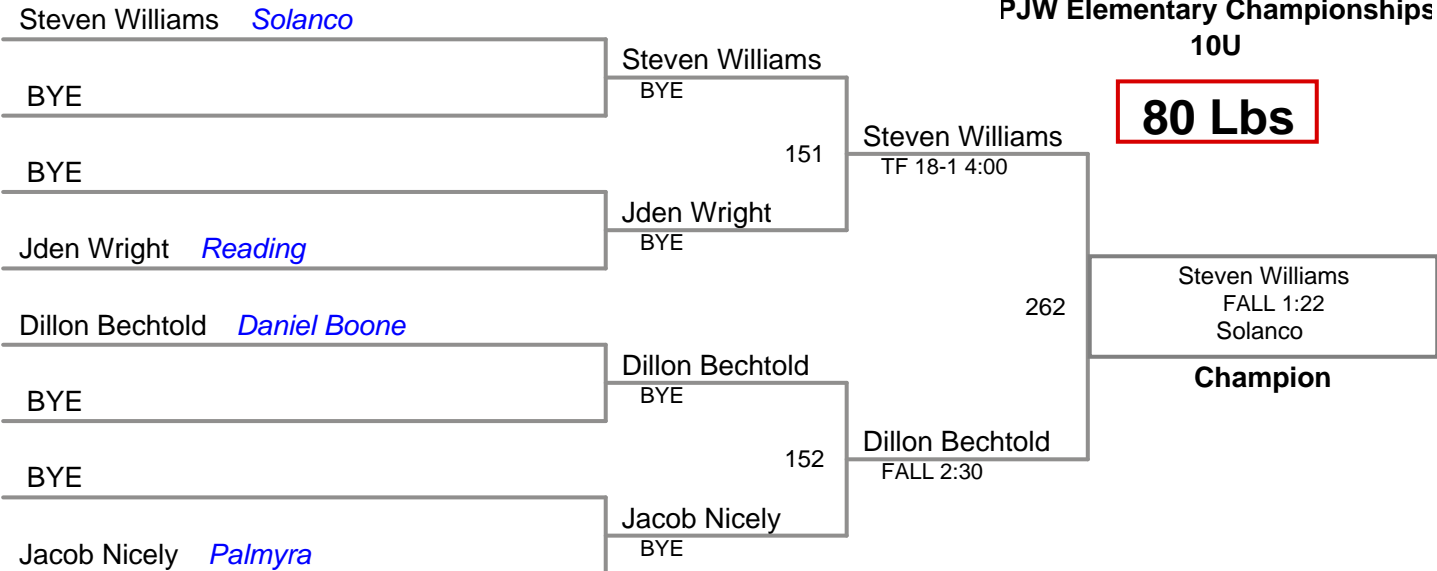 PJW Elementary Championships
10U
80 Lbs
Steven Williams Solanco
BYE
BYE
Jden Wright Reading
Dillon Bechtold Daniel Boone
BYE
BYE
Jacob Nicely Palmyra
Steven Williams
BYE
151
Jden Wright
BYE
Dillon Bechtold
BYE
152
Jacob Nicely
BYE
Steven Williams
TF 18-1 4:00
262
Dillon Bechtold
FALL 2:30
Steven Williams
FALL 1:22
Solanco
Champion